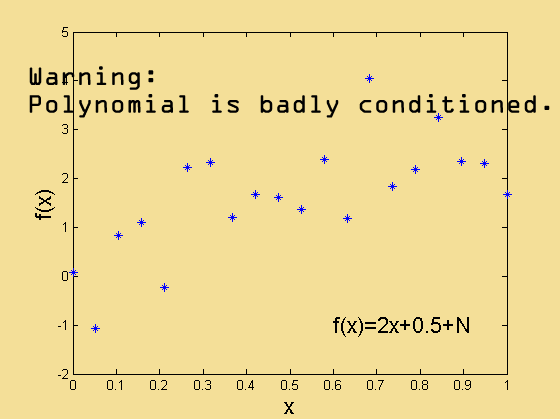 5
Warning:
4
Polynomial is badly conditioned.
3
2
f(x)
1
0
f(x)=2x+0.5+N
-1
-2
0 0.1 0.2 0.3 0.4 0.5 0.6 0.7 0.8 0.9 1
x